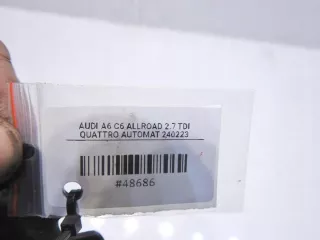 AUDI A6 C6 ALLROAD 2.7 TDI
QUATTRO AUTOMAT 240223
#48686